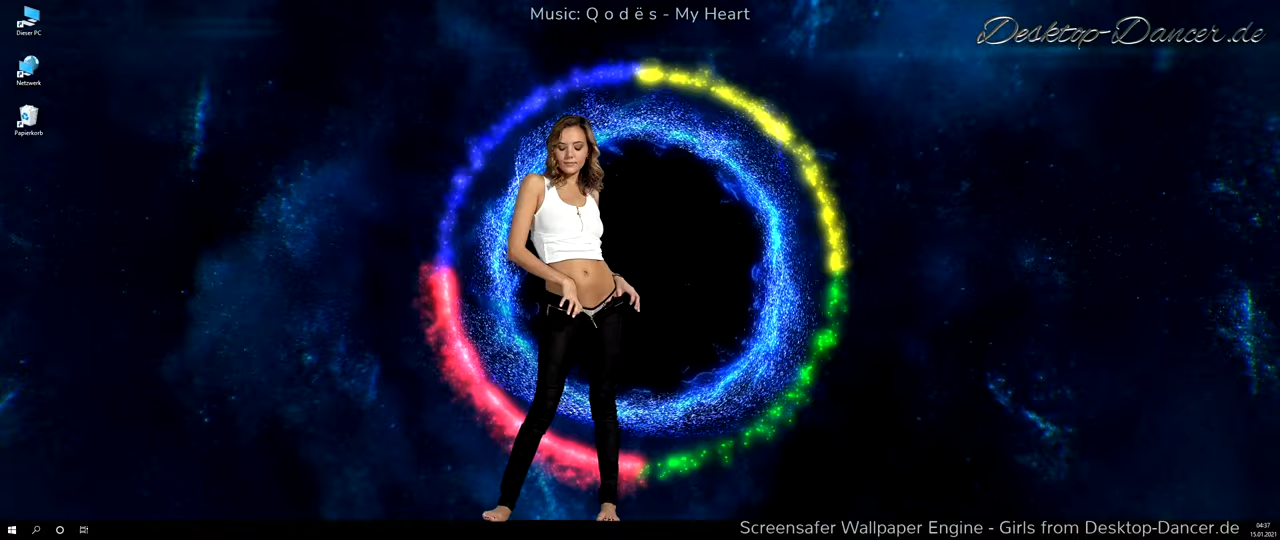 Music: Q o d ë s - My Heart
Desktop-Dancer.de
Dieser PC
Netzwerk
Papierkorb
Screensafer Wallpaper Engine - Girls from Desktop-Dancer.de
04:37
15.01.2021